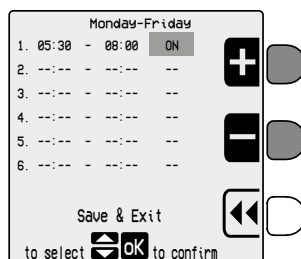 Monday-Friday
1. 05:30 - 08:00 ON
2. --:-- - --:-- --
3. --:-- - --:-- --
4. --:-- - --:-- --
5. --:-- - --:-- --
6. --:-- - --:-- --
Save & Exit
to select OK to confirm